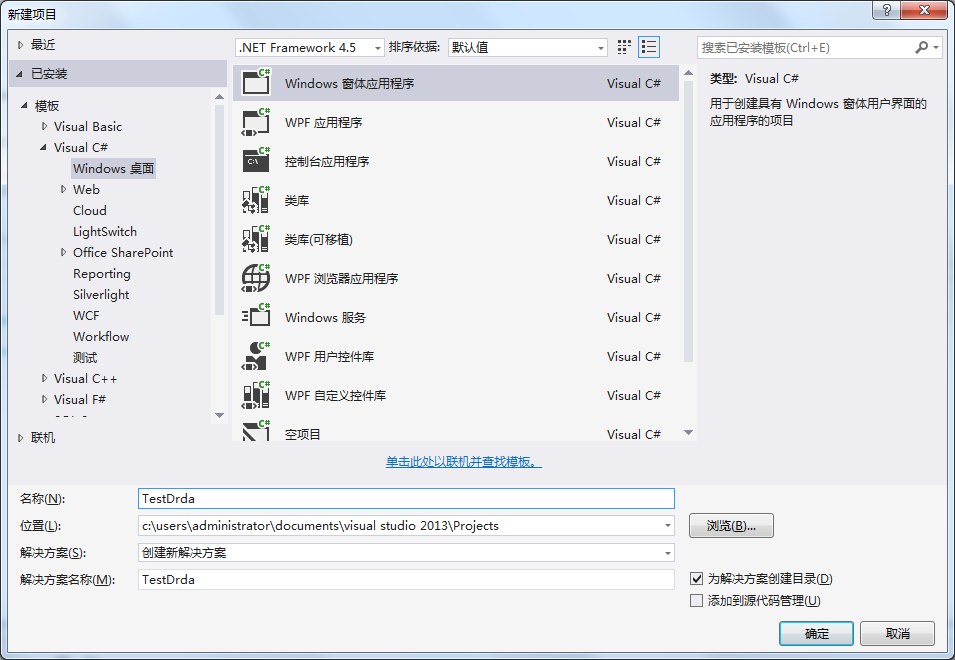 新建项目
最近
已安装
模板
Visual Basic
Visual C#
Windows 桌面
Web
Cloud
LightSwitch
Office SharePoint
Reporting
Silverlight
WCF
Workflow
测试
Visual C++
Visual F#
联机
.NET Framework 4.5 排序依据: 默认值
Windows 窗体应用程序 Visual C#
WPF 应用程序 Visual C#
控制台应用程序 Visual C#
类库 Visual C#
类库(可移植) Visual C#
WPF 浏览器应用程序 Visual C#
Windows 服务 Visual C#
WPF 用户控件库 Visual C#
WPF 自定义控件库 Visual C#
空项目 Visual C#
单击此处以联机并查找模板。
搜索已安装模板(Ctrl+E)
类型: Visual C#
用于创建具有 Windows 窗体用户界面的
应用程序的项目
名称(N): TestDrda
位置(L): c:\users\administrator\documents\visual studio 2013\Projects 浏览(B)...
解决方案(S): 创建新解决方案
解决方案名称(M): TestDrda
为解决方案创建目录(D)
添加到源代码管理(U)
确定 取消